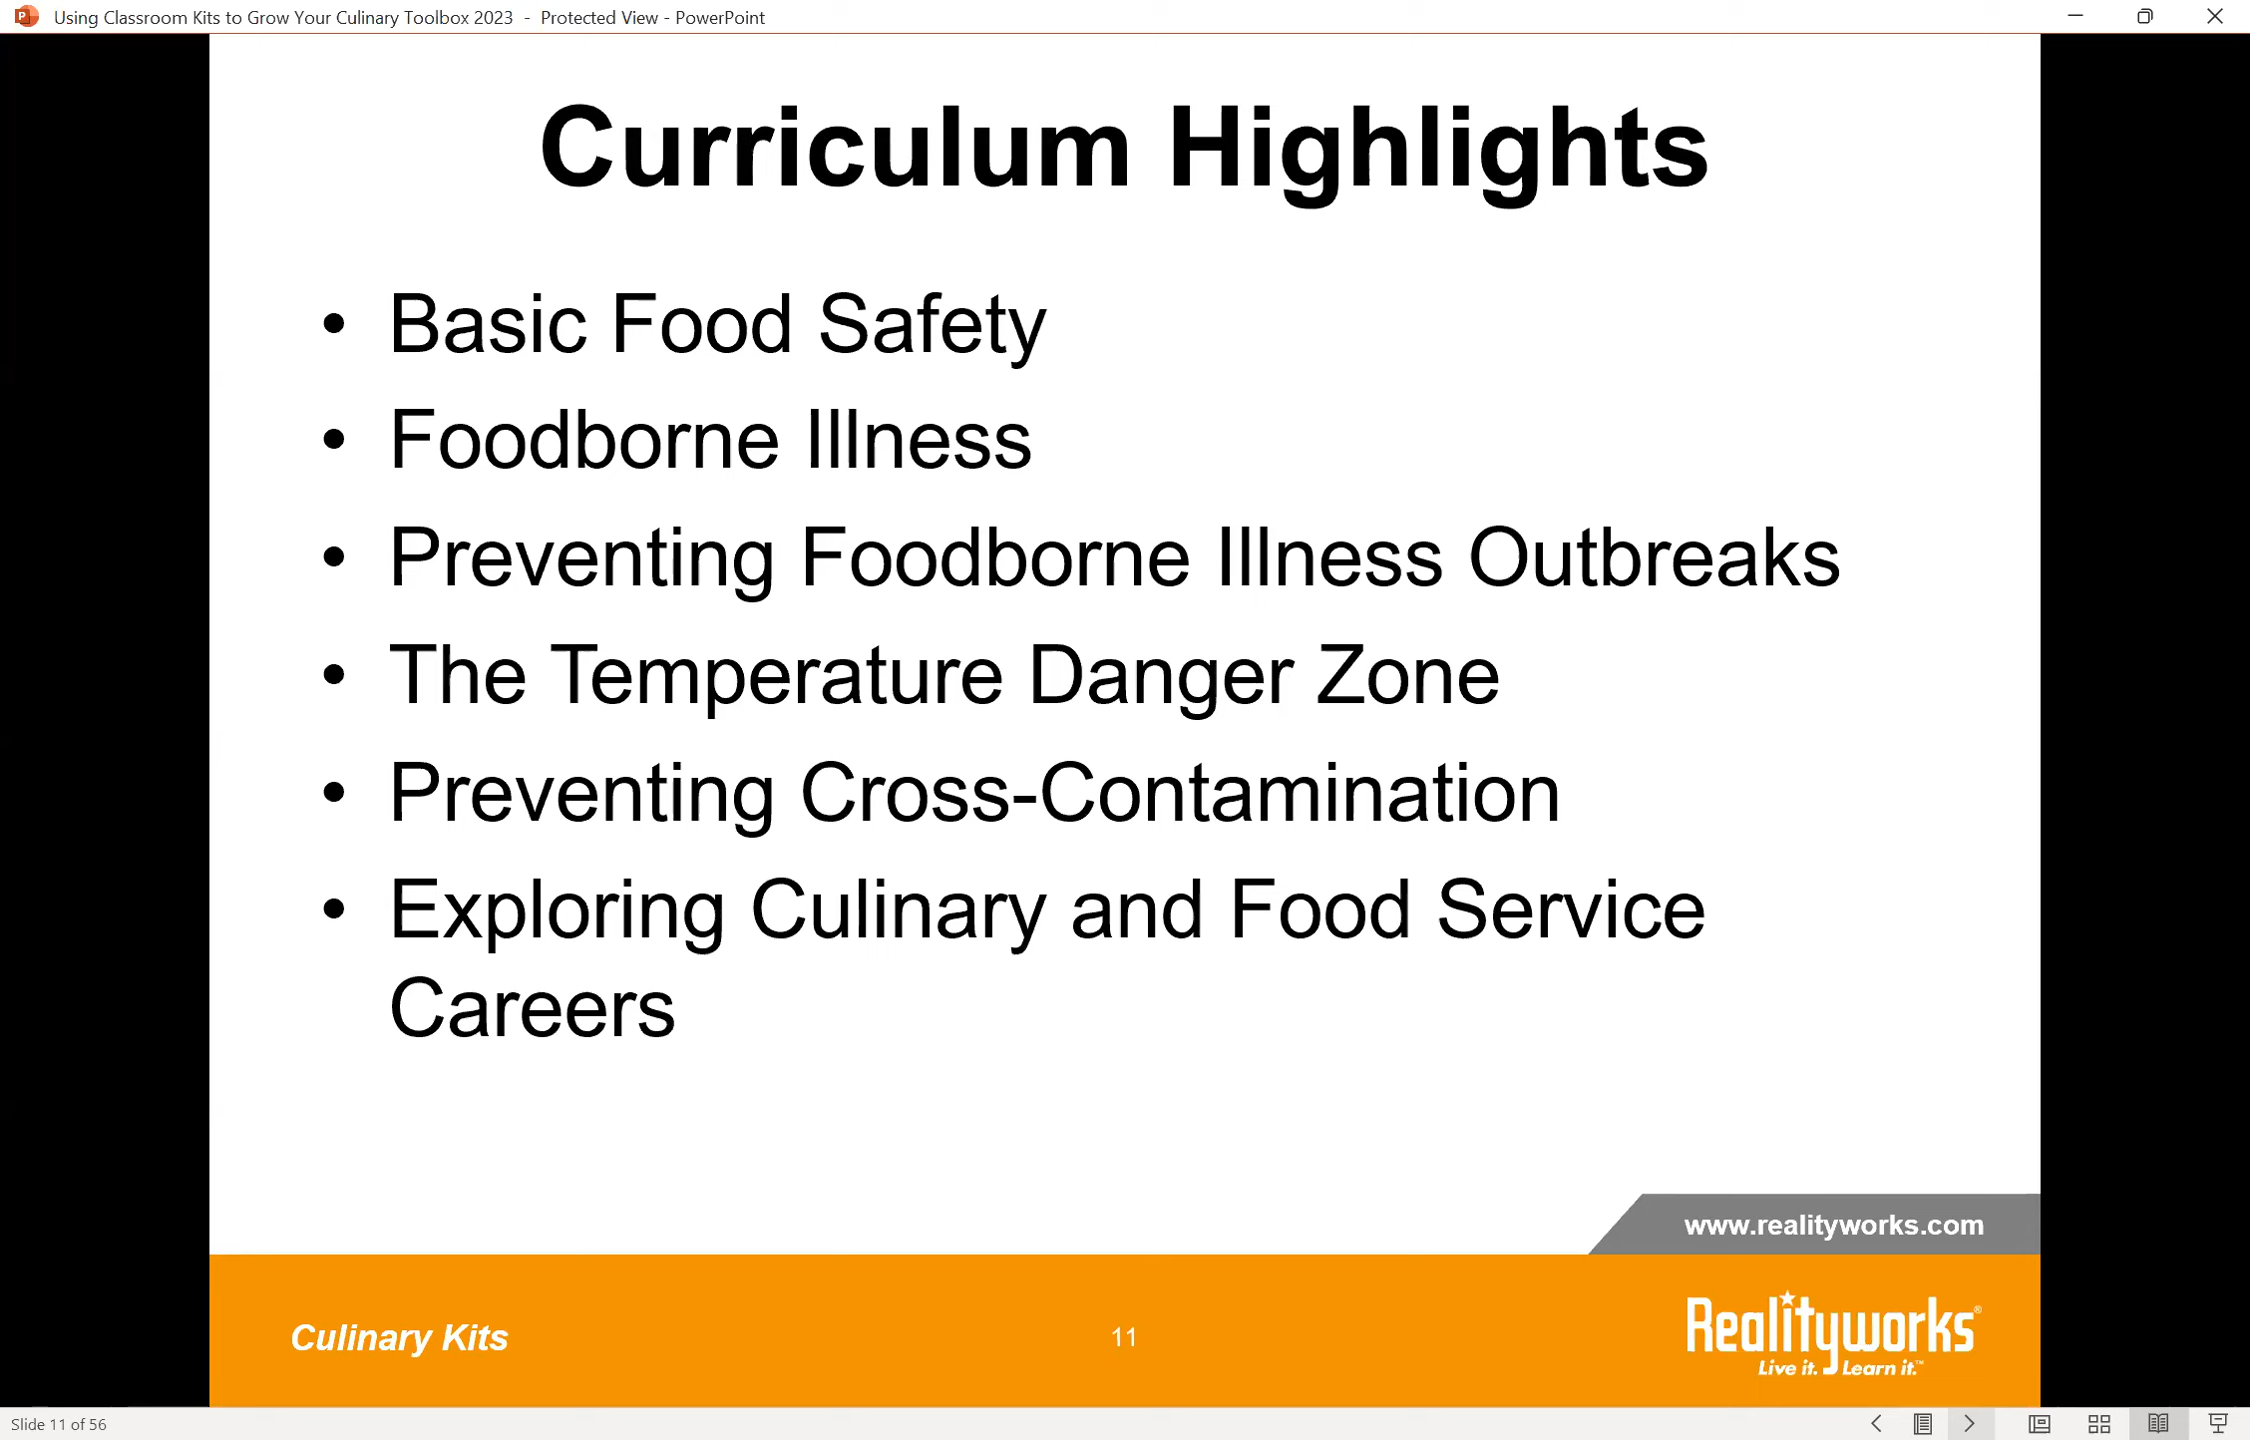 Using Classroom Kits to Grow Your Culinary Toolbox 2023 - Protected View - PowerPoint
Curriculum Highlights
• Basic Food Safety
• Foodborne Illness
• Preventing Foodborne Illness Outbreaks
• The Temperature Danger Zone
• Preventing Cross-Contamination
• Exploring Culinary and Food Service
Careers
www.realityworks.com
Culinary Kits
11
Realityworks®
Live it. Learn it.™
Slide 11 of 56